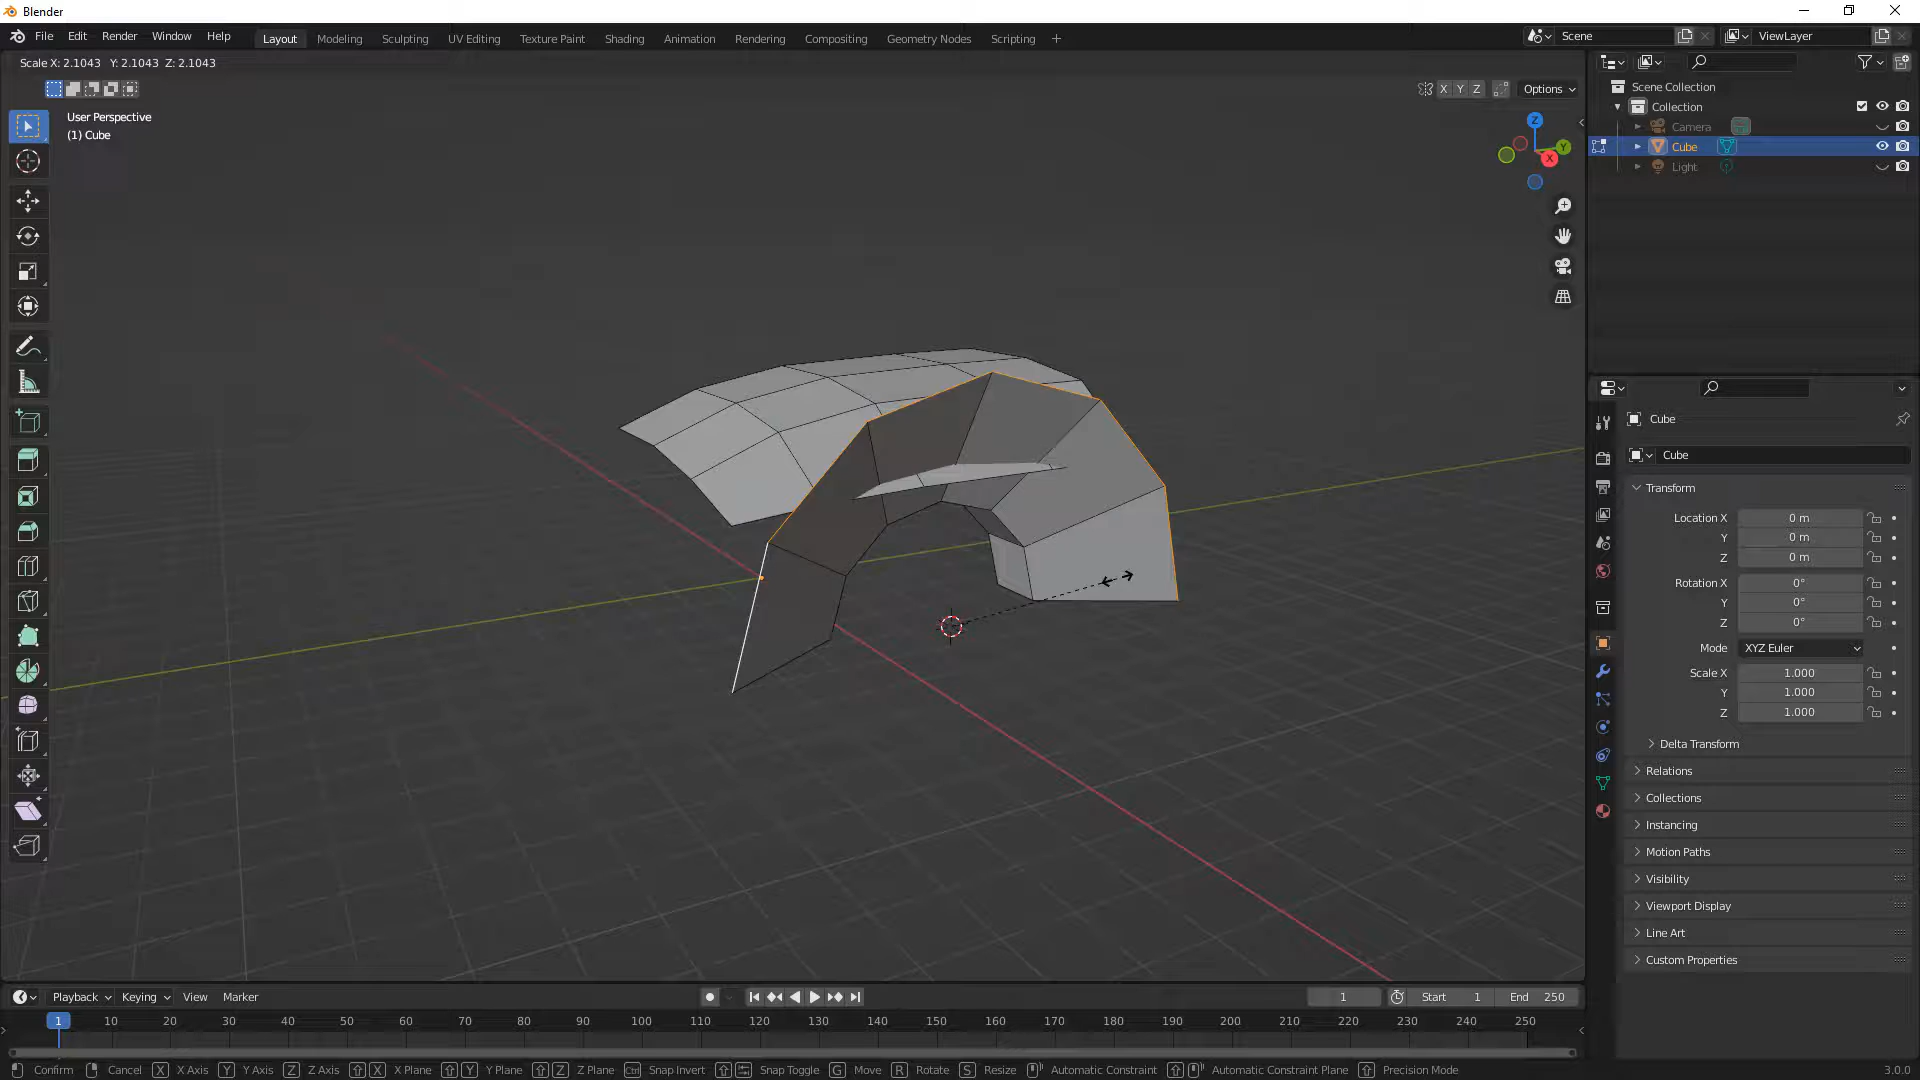 Blender
File Edit Render Window Help Layout Modeling Sculpting UV Editing Texture Paint Shading Animation Rendering Compositing Geometry Nodes Scripting + Scene ViewLayer
Scale X: 2.1043 Y: 2.1043 Z: 2.1043
X Y Z Options
User Perspective
(1) Cube
Z
Y
X
Scene Collection
Collection
Camera
Cube
Light
Cube
Cube
Transform
Location X 0 m
Y 0 m
Z 0 m
Rotation X 0°
Y 0°
Z 0°
Mode XYZ Euler
Scale X 1.000
Y 1.000
Z 1.000
Delta Transform
Relations
Collections
Instancing
Motion Paths
Visibility
Viewport Display
Line Art
Custom Properties
Playback Keying View Marker 1 Start 1 End 250
1 10 20 30 40 50 60 70 80 90 100 110 120 130 140 150 160 170 180 190 200 210 220 230 240 250
Confirm Cancel X X Axis Y Y Axis Z Z Axis X X Plane Y Y Plane Z Z Plane Ctrl Snap Invert Snap Toggle G Move R Rotate S Resize Automatic Constraint Automatic Constraint Plane Precision Mode 3.0.0